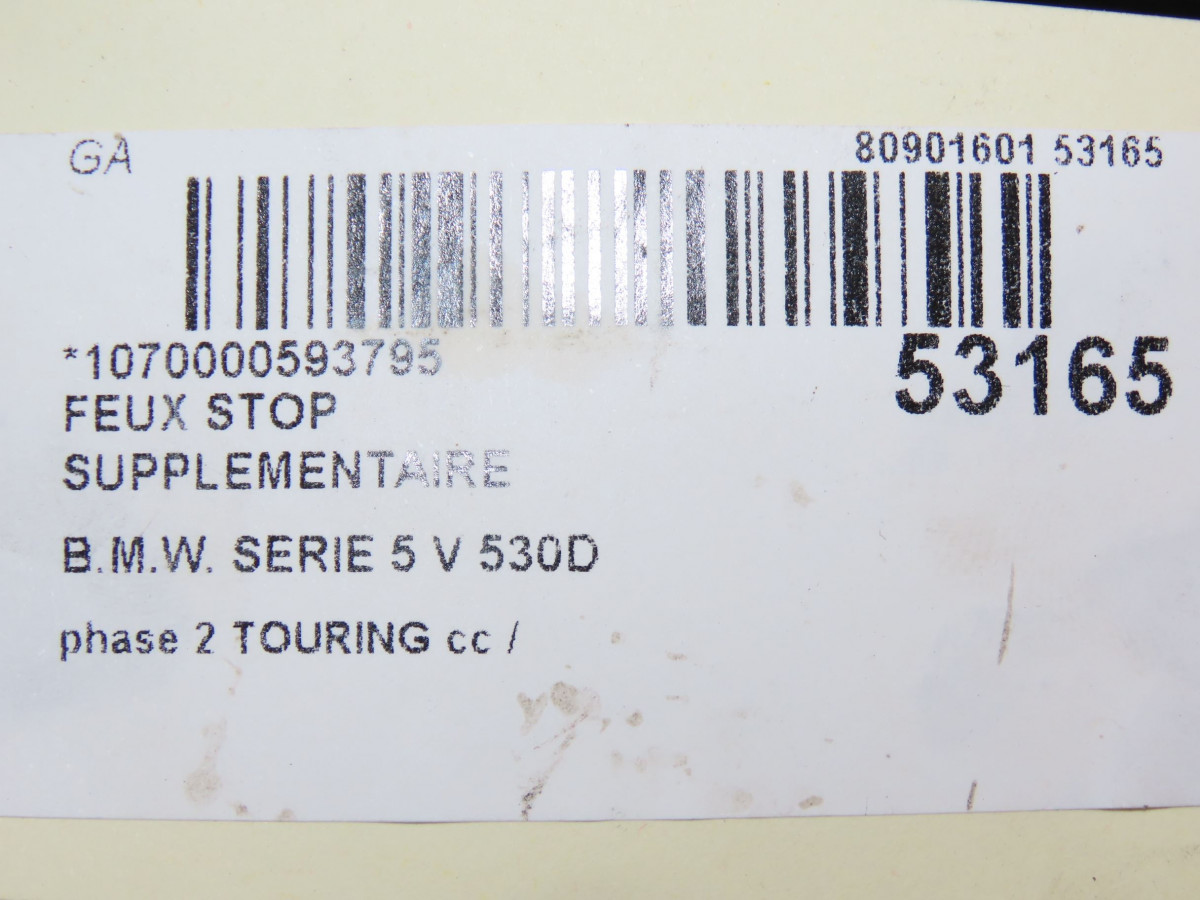 GA
80901601 53165
*1070000593795
53165
FEUX STOP
SUPPLEMENTAIRE
B.M.W. SERIE 5 V 530D
phase 2 TOURING cc /